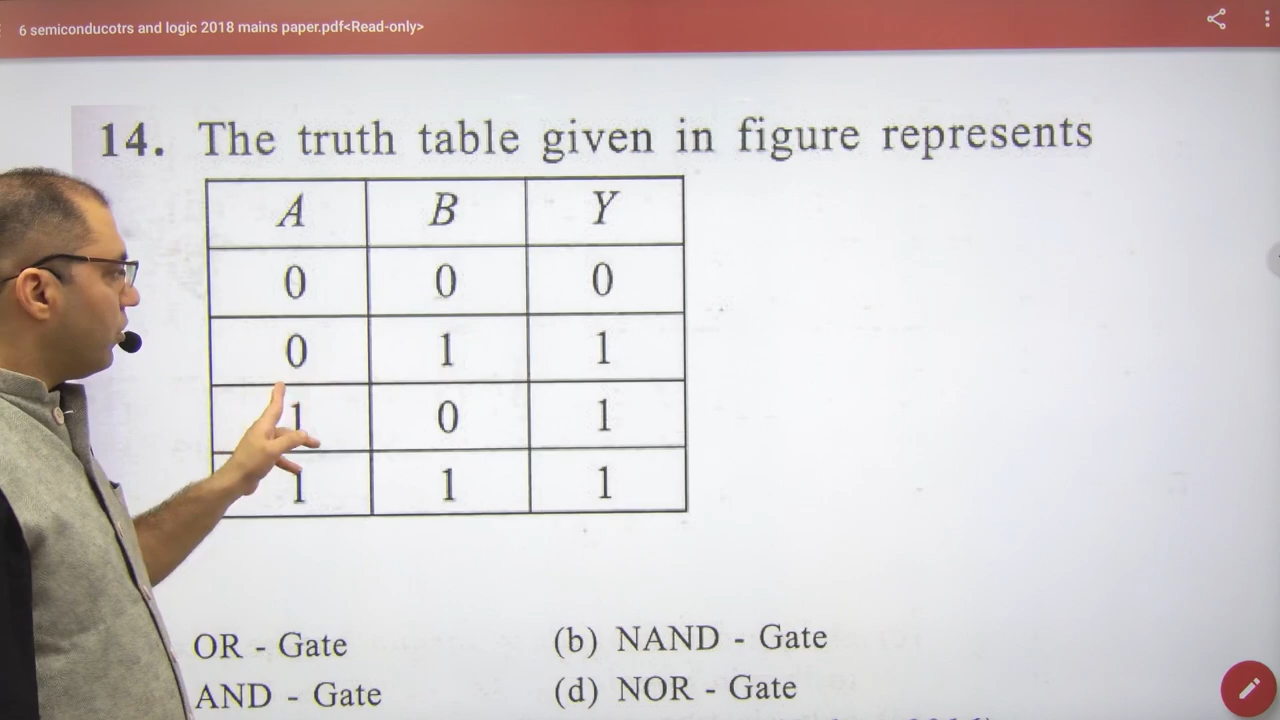 6 semiconducotrs and logic 2018 mains paper.pdf<Read-only>
14. The truth table given in figure represents
A B Y
0 0 0
0 1 1
1 0 1
1 1 1
OR - Gate (b) NAND - Gate
AND - Gate (d) NOR - Gate